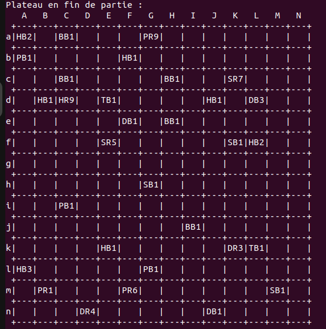 Plateau en fin de partie :
   A   B   C   D   E   F   G   H   I   J   K   L   M   N
 +---+---+---+---+---+---+---+---+---+---+---+---+---+---+
a|HB2|   |BB1|   |   |   |PR9|   |   |   |   |   |   |   |
 +---+---+---+---+---+---+---+---+---+---+---+---+---+---+
b|PB1|   |   |   |   |HB1|   |   |   |   |   |   |   |   |
 +---+---+---+---+---+---+---+---+---+---+---+---+---+---+
c|   |   |BB1|   |   |   |   |BB1|   |   |SR7|   |   |   |
 +---+---+---+---+---+---+---+---+---+---+---+---+---+---+
d|   |HB1|HR9|   |TB1|   |   |   |   |HB1|   |DB3|   |   |
 +---+---+---+---+---+---+---+---+---+---+---+---+---+---+
e|   |   |   |   |   |DB1|   |BB1|   |   |   |   |   |   |
 +---+---+---+---+---+---+---+---+---+---+---+---+---+---+
f|   |   |   |   |SR5|   |   |   |   |   |SB1|HB2|   |   |
 +---+---+---+---+---+---+---+---+---+---+---+---+---+---+
g|   |   |   |   |   |   |   |   |   |   |   |   |   |   |
 +---+---+---+---+---+---+---+---+---+---+---+---+---+---+
h|   |   |   |   |   |   |SB1|   |   |   |   |   |   |   |
 +---+---+---+---+---+---+---+---+---+---+---+---+---+---+
i|   |   |PB1|   |   |   |   |   |   |   |   |   |   |   |
 +---+---+---+---+---+---+---+---+---+---+---+---+---+---+
j|   |   |   |   |   |   |   |   |BB1|   |   |   |   |   |
 +---+---+---+---+---+---+---+---+---+---+---+---+---+---+
k|   |   |   |   |HB1|   |   |   |   |   |DR3|TB1|   |   |
 +---+---+---+---+---+---+---+---+---+---+---+---+---+---+
l|HB3|   |   |   |   |   |PB1|   |   |   |   |   |   |   |
 +---+---+---+---+---+---+---+---+---+---+---+---+---+---+
m|   |PR1|   |   |   |PR6|   |   |   |   |   |   |SB1|   |
 +---+---+---+---+---+---+---+---+---+---+---+---+---+---+
n|   |   |   |DR4|   |   |   |   |   |DB1|   |   |   |   |
 +---+---+---+---+---+---+---+---+---+---+---+---+---+---+